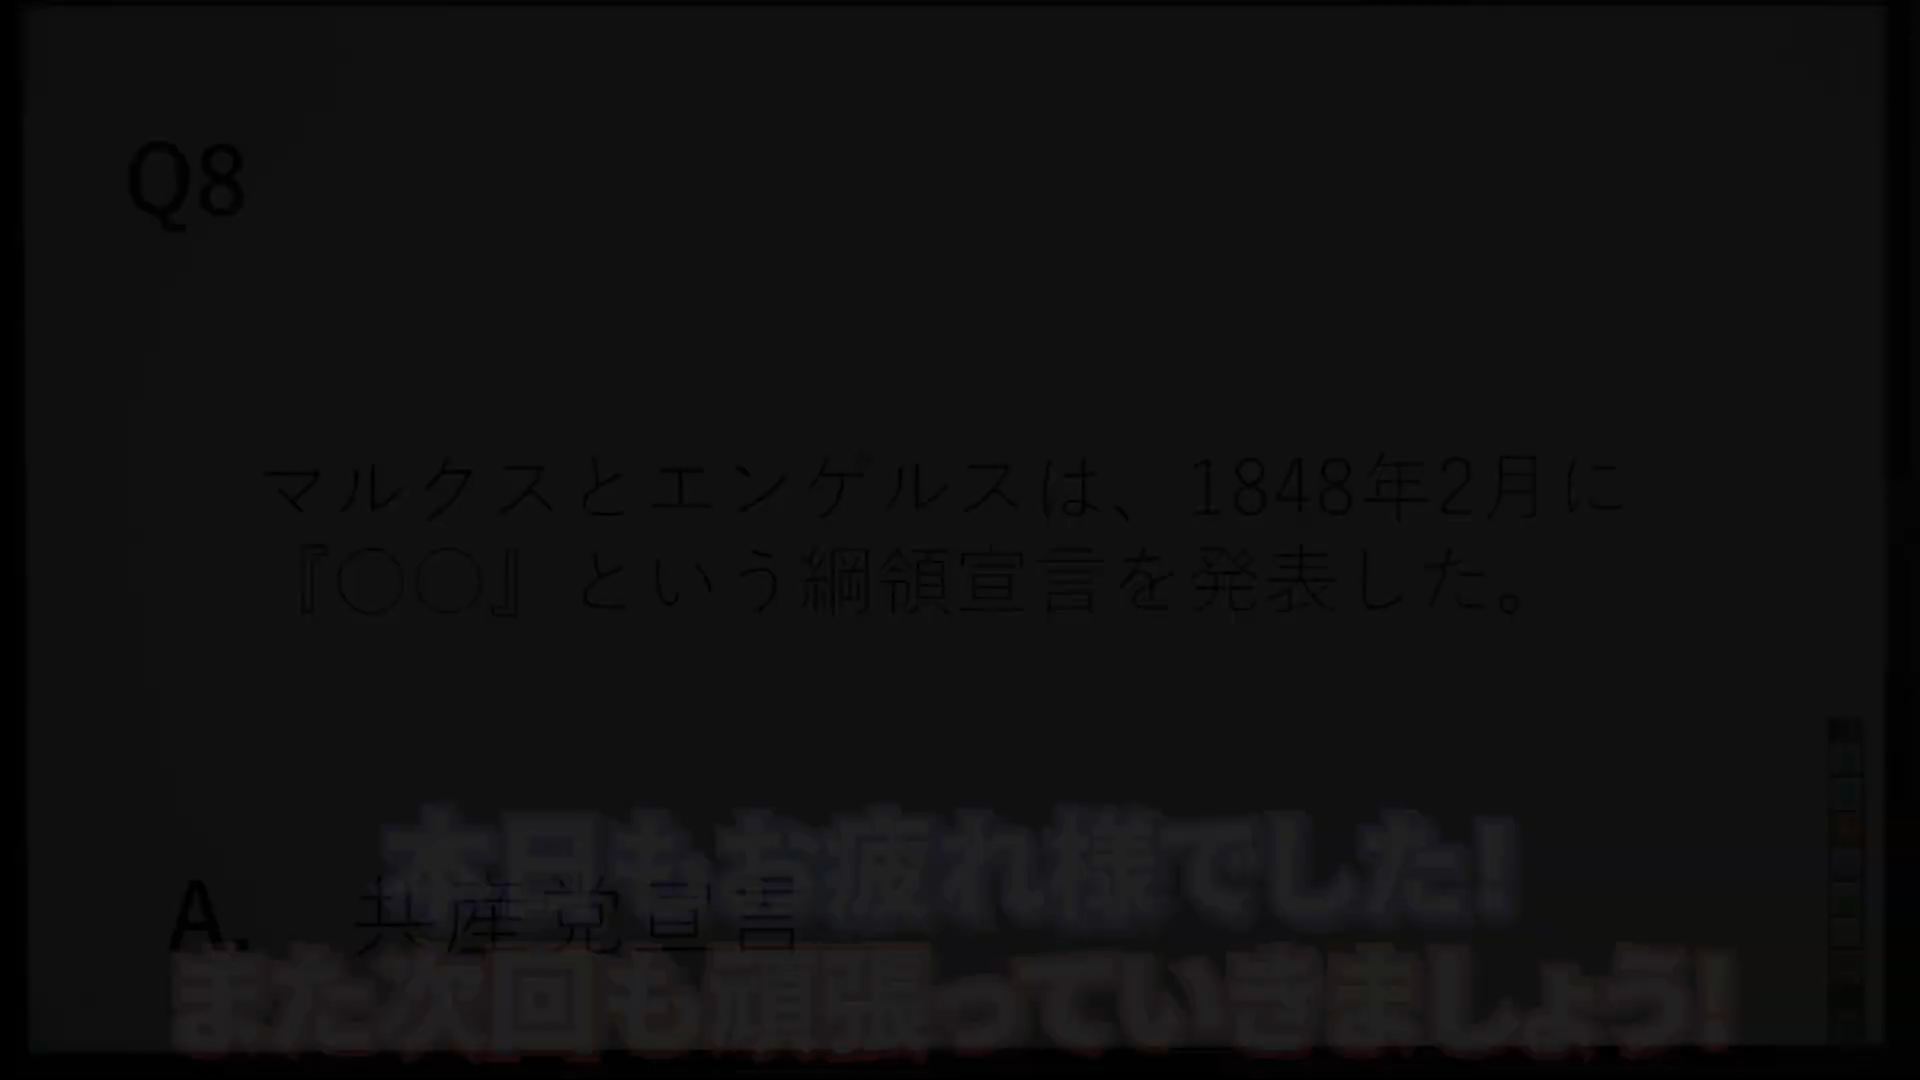 Q8
マルクスとエンゲルスは、1848年2月に
『〇〇』という綱領宣言を発表した。
本日もお疲れ様でした!
A. 共産党宣言
また次回も頑張っていきましょう!